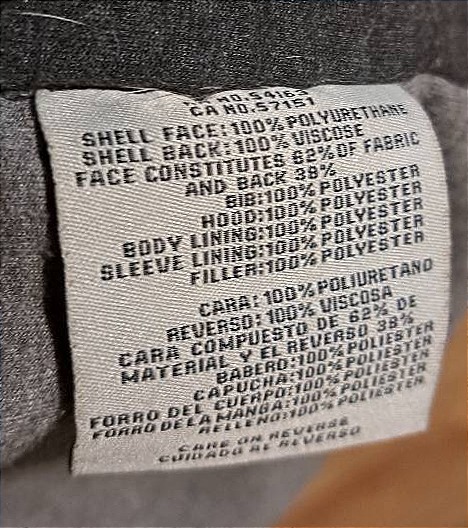 NO.54163
CA NO.57151
SHELL FACE:100% POLYURETHANE
SHELL BACK:100% VISCOSE
FACE CONSTITUTES 62% OF FABRIC
AND BACK 38%
BIB:100% POLYESTER
HOOD:100% POLYESTER
BODY LINING:100% POLYESTER
SLEEVE LINING:100% POLYESTER
FILLER:100% POLYESTER
CARA:100% POLIURETANO
REVERSO:100% VISCOSA
CARA COMPUESTO DE 62% DE
MATERIAL Y EL REVERSO 38%
BABERO:100% POLIESTER
CAPUCHA:100% POLIESTER
FORRO DEL CUERPO:100% POLIESTER
FORRO DE LA MANGA:100% POLIESTER
RELLENO:100% POLIESTER
CARE ON REVERSE
CUIDADO AL REVERSO